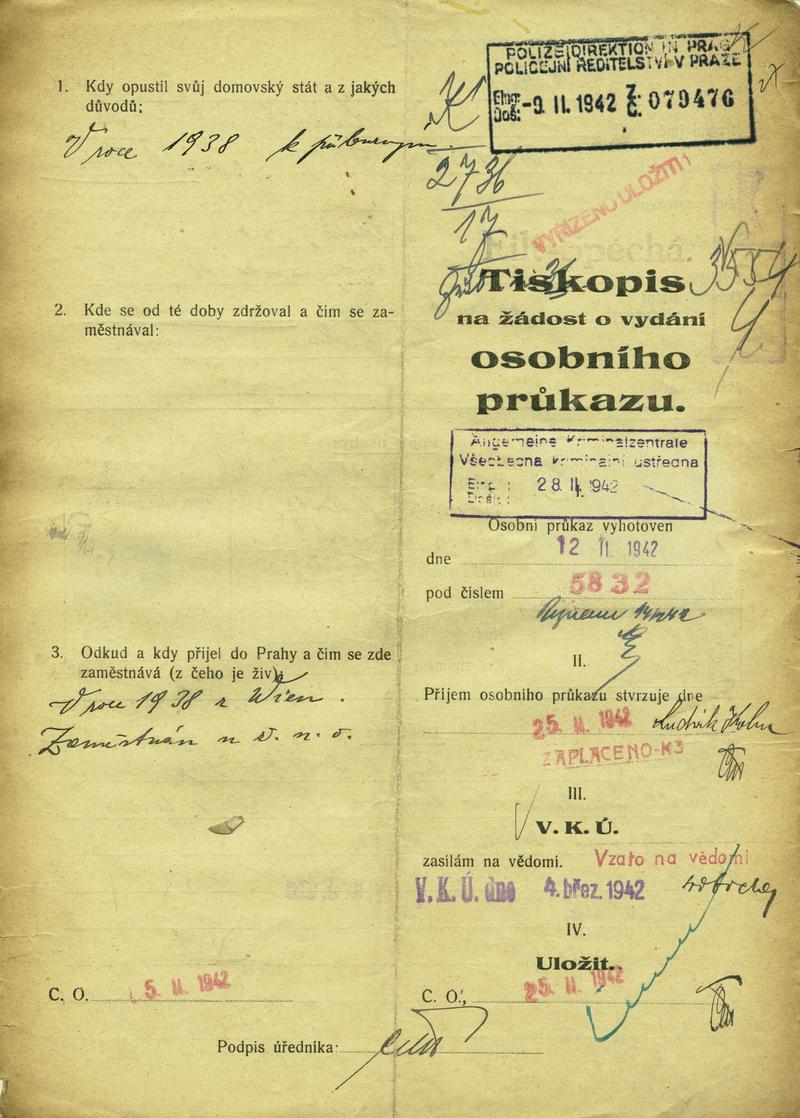 1. Kdy opustil svůj domovský stát a z jakých
důvodů:
V roce 1938 k
2. Kde se od té doby zdržoval a čím se za-
městnával:
3. Odkud a kdy přijel do Prahy a čím se zde
zaměstnává (z čeho je živ):
V roce 1938 z Wien.
Zaměstnán u Ž. n. o.
C. O. 5. II. 1942
Podpis úředníka:
POLIZEIDIREKTION IN PRAG
POLICEJNÍ ŘEDITELSTVÍ V PRAZE
Eing.
Doš: -9. II. 1942 Č: 079476
K
2736
17
VYŘÍZENO ULOŽITI!
Tiskopis
na žádost o vydání
osobního
průkazu.
Allgemeine Kriminalzentrale
Všeobecná kriminální ústředna
28. II. 1942
Osobní průkaz vyhotoven
dne 12 II. 1942
pod číslem 5832
II.
Příjem osobního průkazu stvrzuje dne
25. II. 1942 Ludvík
ZAPLACENO-K3
III.
V. K. Ú.
zasílám na vědomí. Vzato na vědomí
V. K. Ú. dne 4. břez. 1942
IV.
Uložit.
C. O., 25. II. 1942